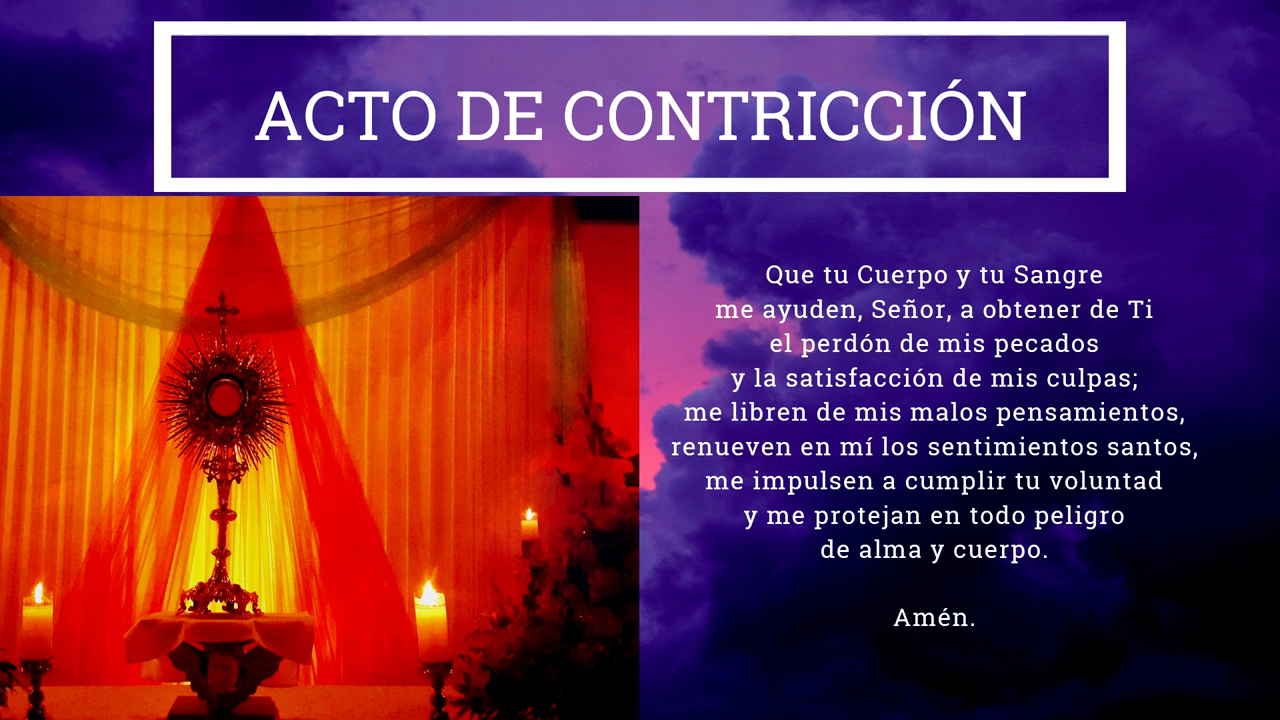 ACTO DE CONTRICCIÓN
Que tu Cuerpo y tu Sangre
me ayuden, Señor, a obtener de Ti
el perdón de mis pecados
y la satisfacción de mis culpas;
me libren de mis malos pensamientos,
renueven en mí los sentimientos santos,
me impulsen a cumplir tu voluntad
y me protejan en todo peligro
de alma y cuerpo.
Amén.